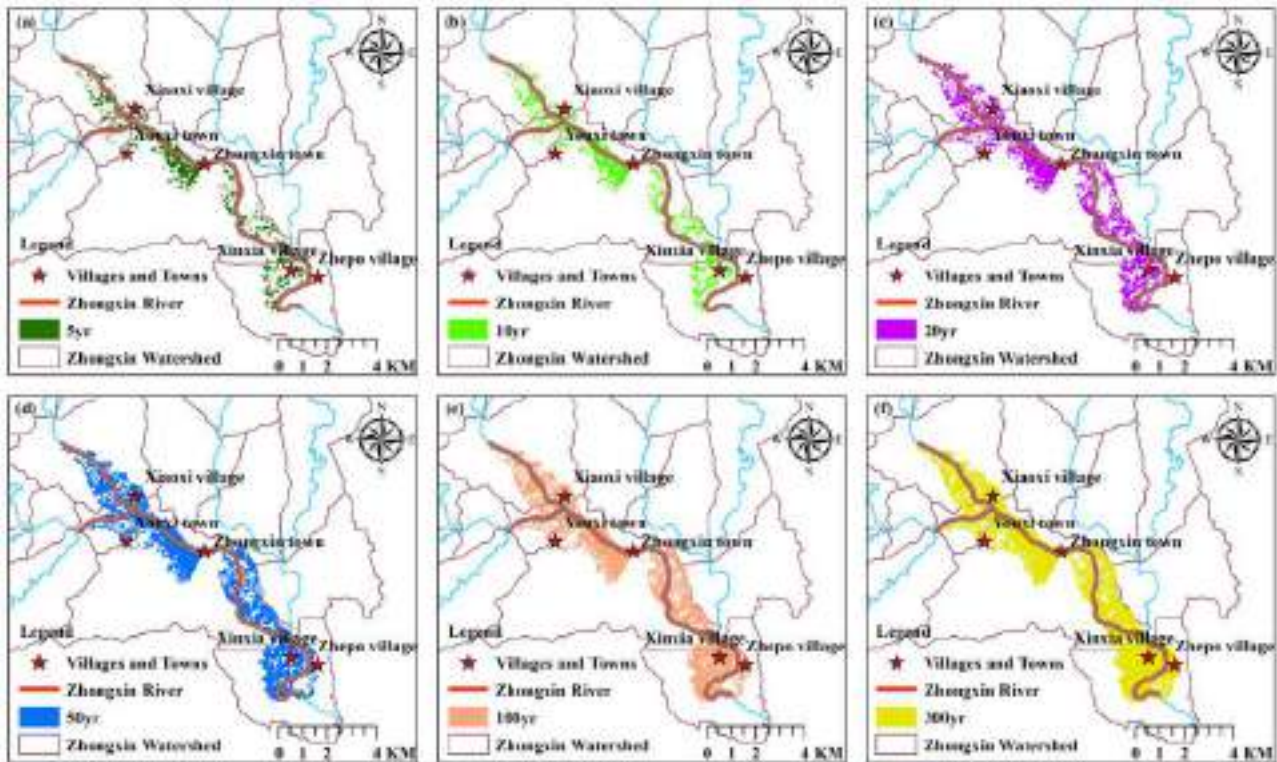 (a)
N
W
E
S
Xiaoxi village
Youxi town
Zhongxin town
Xinxia village
Zhepo village
Legend
Villages and Towns
Zhongxin River
5yr
Zhongxin Watershed
0 1 2 4 KM
(b)
N
W
E
S
Xiaoxi village
Youxi town
Zhongxin town
Xinxia village
Zhepo village
Legend
Villages and Towns
Zhongxin River
10yr
Zhongxin Watershed
0 1 2 4 KM
(c)
N
W
E
S
Xiaoxi village
Youxi town
Zhongxin town
Xinxia village
Zhepo village
Legend
Villages and Towns
Zhongxin River
20yr
Zhongxin Watershed
0 1 2 4 KM
(d)
N
W
E
S
Xiaoxi village
Youxi town
Zhongxin town
Xinxia village
Zhepo village
Legend
Villages and Towns
Zhongxin River
50yr
Zhongxin Watershed
0 1 2 4 KM
(e)
N
W
E
S
Xiaoxi village
Youxi town
Zhongxin town
Xinxia village
Zhepo village
Legend
Villages and Towns
Zhongxin River
100yr
Zhongxin Watershed
0 1 2 4 KM
(f)
N
W
E
S
Xiaoxi village
Youxi town
Zhongxin town
Xinxia village
Zhepo village
Legend
Villages and Towns
Zhongxin River
300yr
Zhongxin Watershed
0 1 2 4 KM